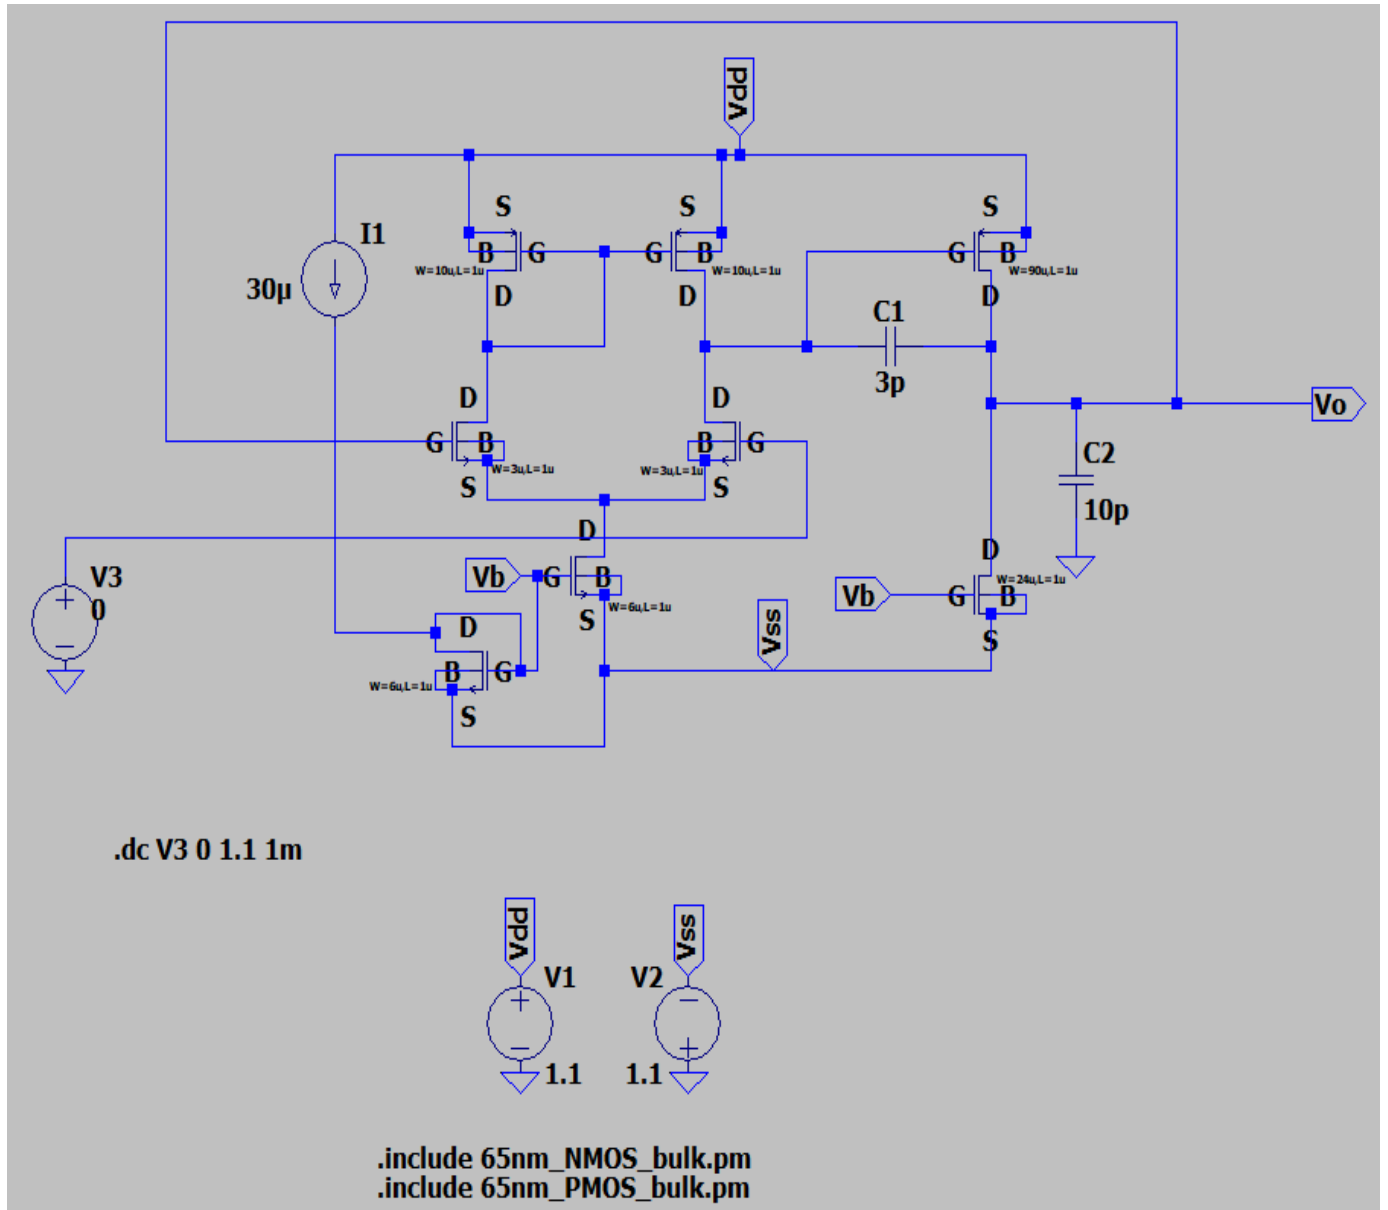 Vdd
S
S
S
I1
B
G
G
B
G
B
W=10u,L=1u
W=10u,L=1u
W=90u,L=1u
30µ
D
D
D
C1
3p
D
D
Vo
G
B
B
G
C2
W=3u,L=1u
W=3u,L=1u
S
S
10p
D
D
V3
0
Vb
G
B
Vb
G
B
W=24u,L=1u
W=6u,L=1u
S
D
Vss
S
B
G
W=6u,L=1u
S
.dc V3 0 1.1 1m
Vdd
Vss
V1
V2
1.1
1.1
.include 65nm_NMOS_bulk.pm
.include 65nm_PMOS_bulk.pm